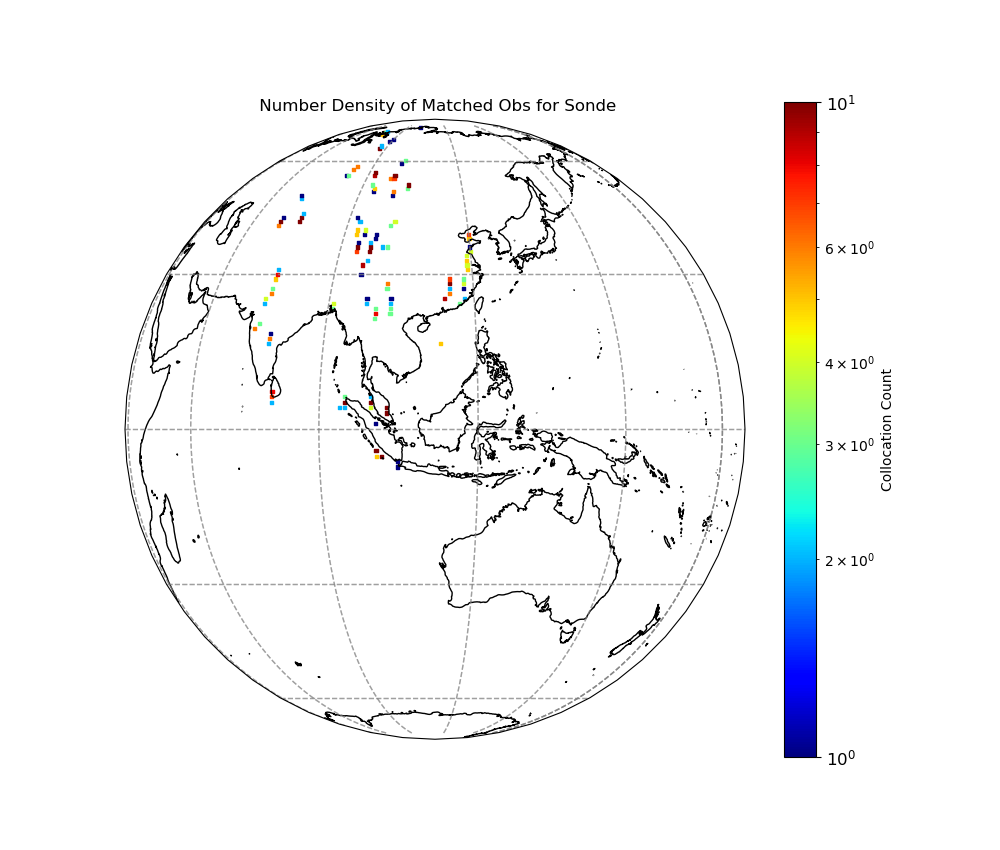 Number Density of Matched Obs for Sonde
10¹
6 × 10⁰
4 × 10⁰
3 × 10⁰
2 × 10⁰
10⁰
Collocation Count